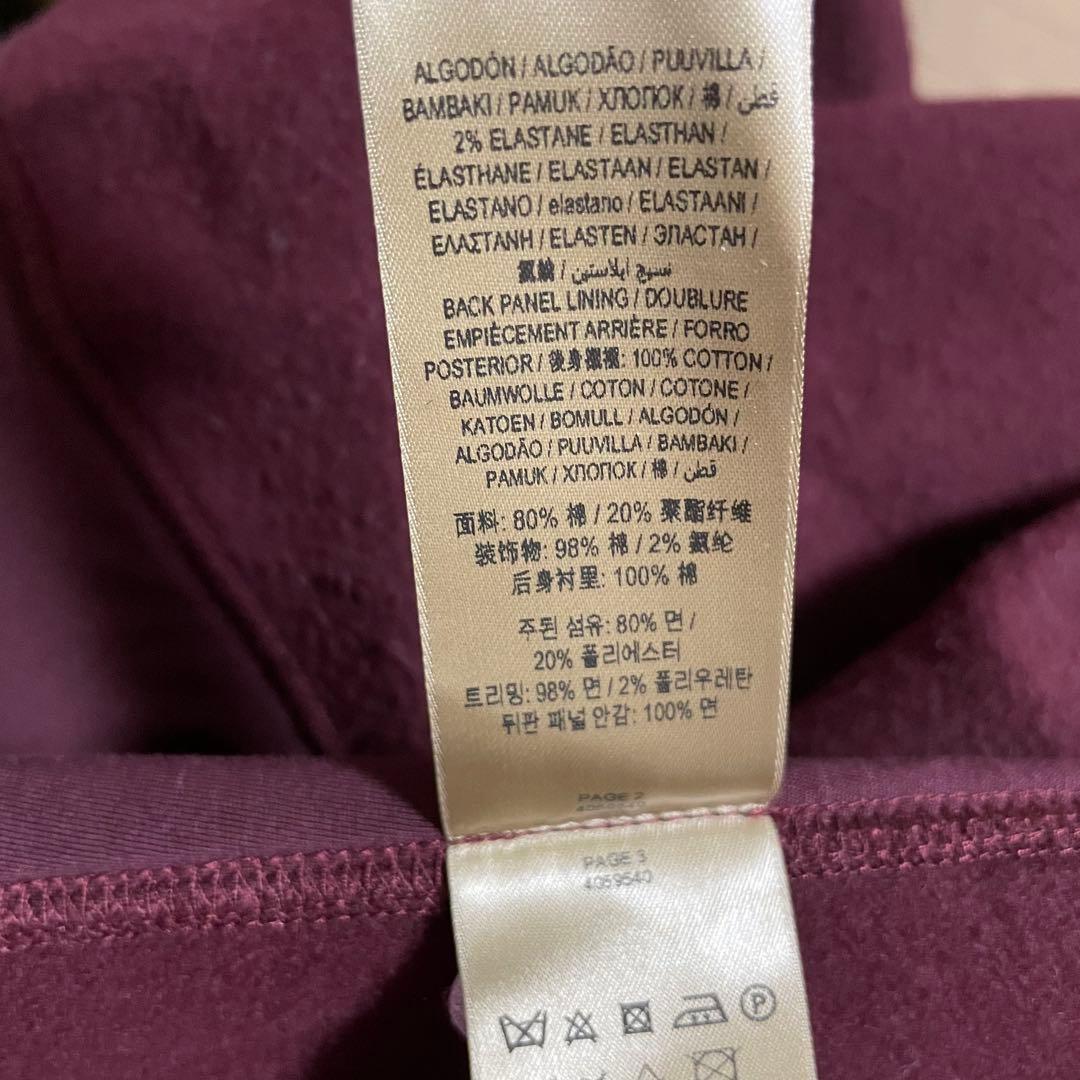 ALGODÓN / ALGODÃO / PUUVILLA /
BAMBAKI / PAMUK / ХЛОПОК / 棉 / قطن
2% ELASTANE / ELASTHAN /
ÉLASTHANE / ELASTAAN / ELASTAN /
ELASTANO / elastano / ELASTAANI /
ΕΛΑΣΤΑΝΗ / ELASTEN / ЭЛАСТАН /
氨綸 / نسيج إيلاستين
BACK PANEL LINING / DOUBLURE
EMPIÈCEMENT ARRIÈRE / FORRO
POSTERIOR / 後身襯裡: 100% COTTON /
BAUMWOLLE / COTON / COTONE /
KATOEN / BOMULL / ALGODÓN /
ALGODÃO / PUUVILLA / BAMBAKI /
PAMUK / ХЛОПОК / 棉 / قطن
面料: 80% 棉 / 20% 聚酯纤维
装饰物: 98% 棉 / 2% 氨纶
后身衬里: 100% 棉
주된 섬유: 80% 면 /
20% 폴리에스터
트리밍: 98% 면 / 2% 폴리우레탄
뒤판 패널 안감: 100% 면
PAGE 2
4059540
PAGE 3
4059540
P